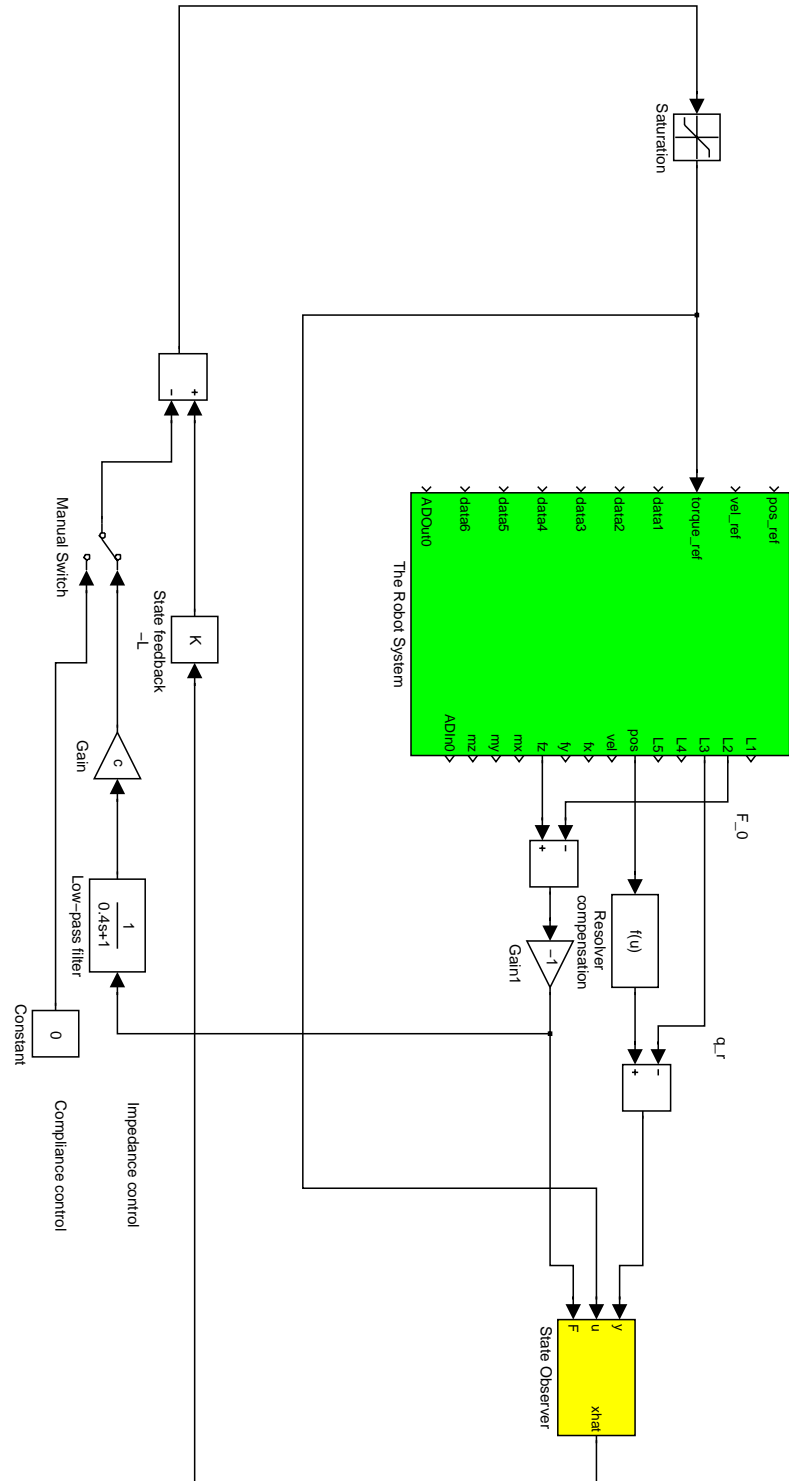 Saturation
+
−
Manual Switch
pos_ref
vel_ref
torque_ref
data1
data2
data3
data4
data5
data6
ADOut0
L1
L2
L3
L4
L5
pos
vel
fx
fy
fz
mx
my
mz
ADIn0
The Robot System
K
State feedback
−L
c
Gain
1
0.4s+1
Low−pass filter
0
Constant
Impedance control
Compliance control
F_0
−
+
−1
Gain1
f(u)
Resolver
compensation
q_r
−
+
y
u
F
xhat
State Observer